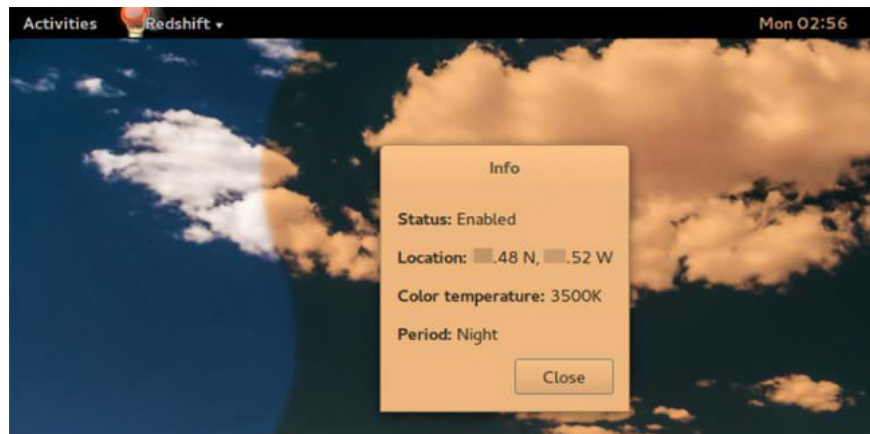 Activities Redshift Mon 02:56
Info
Status: Enabled
Location: .48 N, .52 W
Color temperature: 3500K
Period: Night
Close